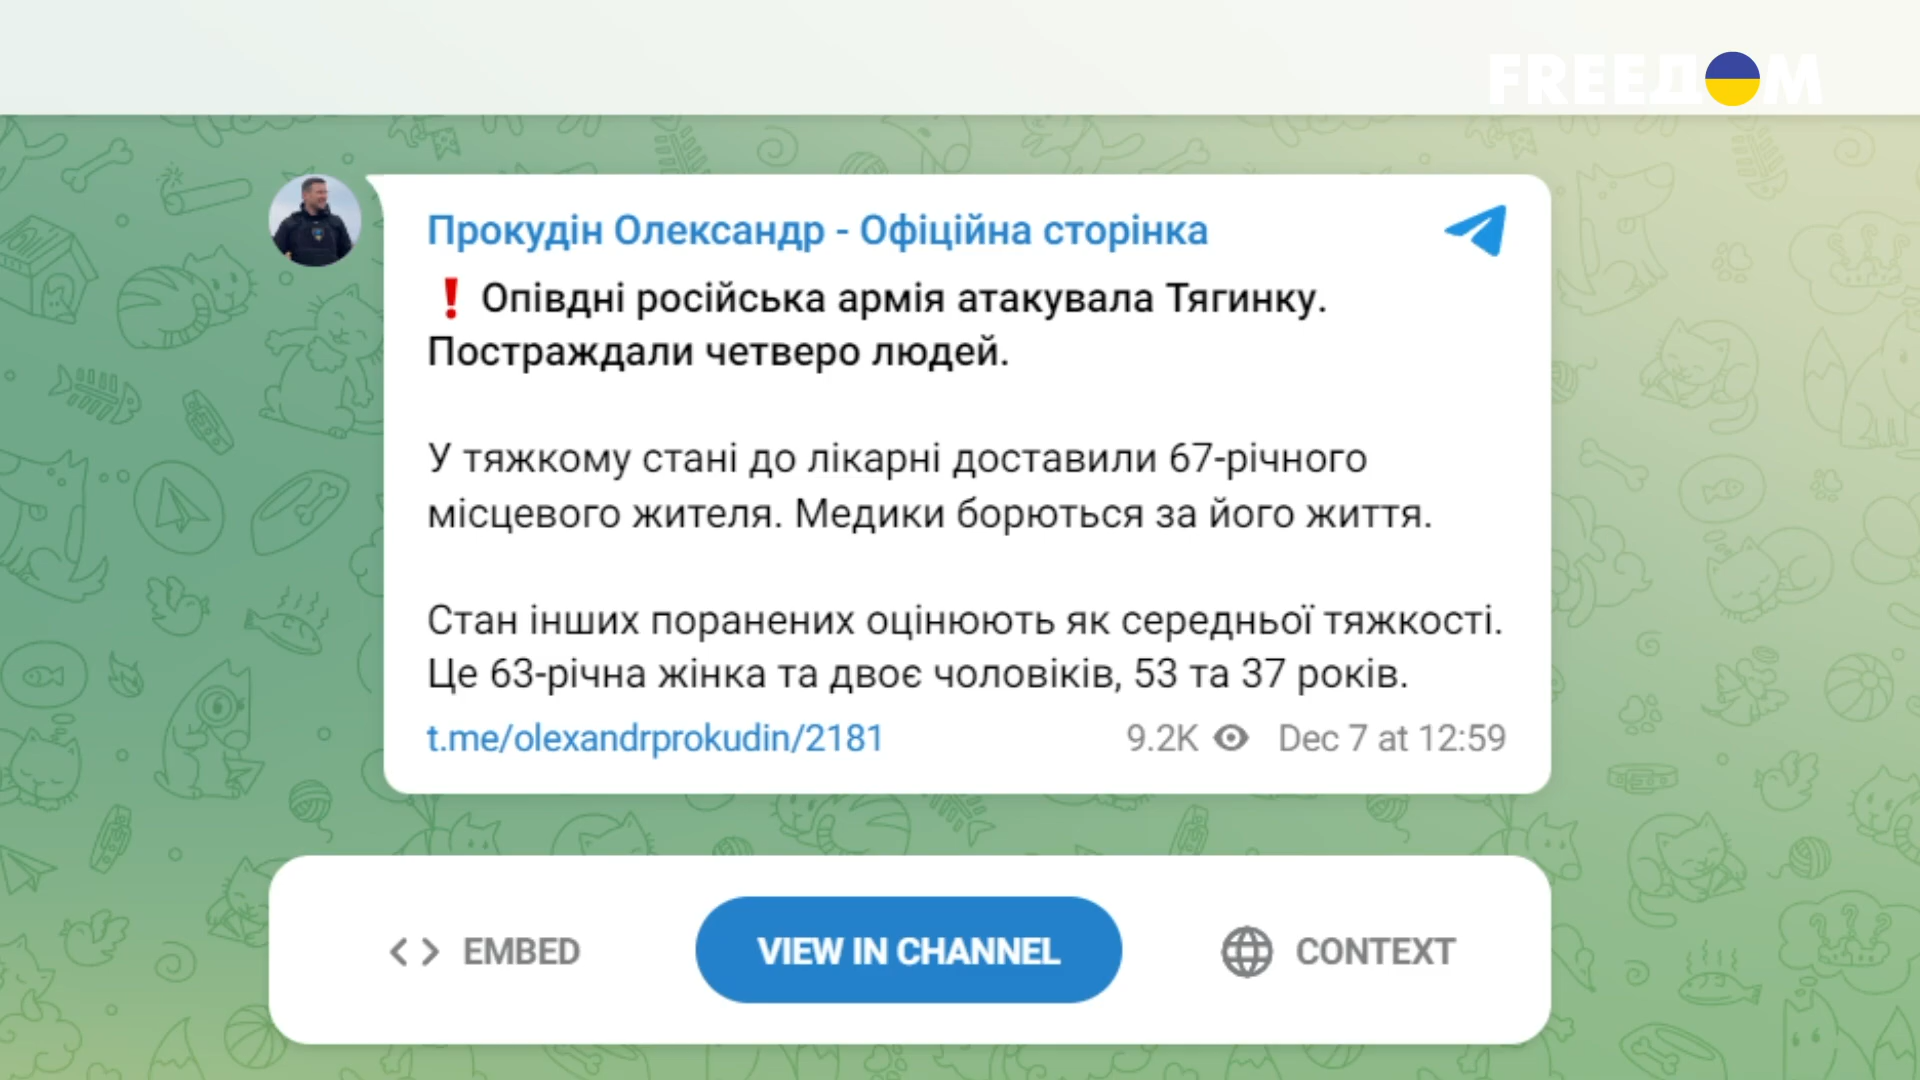 FREEДOM
Прокудін Олександр - Офіційна сторінка
❗ Опівдні російська армія атакувала Тягинку.
Постраждали четверо людей.
У тяжкому стані до лікарні доставили 67-річного
місцевого жителя. Медики борються за його життя.
Стан інших поранених оцінюють як середньої тяжкості.
Це 63-річна жінка та двоє чоловіків, 53 та 37 років.
t.me/olexandrprokudin/2181 9.2K Dec 7 at 12:59
EMBED VIEW IN CHANNEL CONTEXT